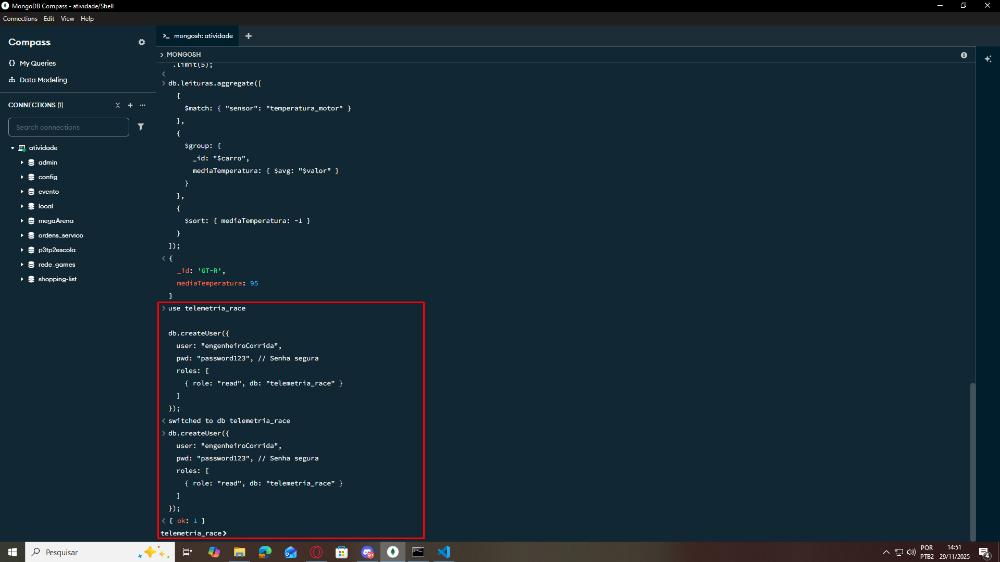 MongoDB Compass - atividade/Shell
Connections Edit View Help
Compass
My Queries
Data Modeling
CONNECTIONS (1)
Search connections
atividade
admin
config
evento
local
megaArena
ordens_servico
p3tp2escola
rede_games
shopping-list
>_ mongosh: atividade
>_MONGOSH
.limit(5);
db.leituras.aggregate([
{
$match: { "sensor": "temperatura_motor" }
},
{
$group: {
_id: "$carro",
mediaTemperatura: { $avg: "$valor" }
}
},
{
$sort: { mediaTemperatura: -1 }
}
]);
{
_id: 'GT-R',
mediaTemperatura: 95
}
use telemetria_race
db.createUser({
user: "engenheiroCorrida",
pwd: "password123", // Senha segura
roles: [
{ role: "read", db: "telemetria_race" }
]
});
switched to db telemetria_race
db.createUser({
user: "engenheiroCorrida",
pwd: "password123", // Senha segura
roles: [
{ role: "read", db: "telemetria_race" }
]
});
{ ok: 1 }
telemetria_race>
Pesquisar
9+
POR
PTB2
14:51
29/11/2025
4